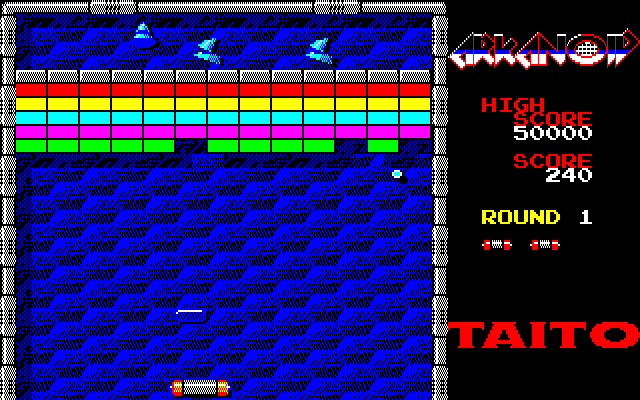 ARKANOID
HIGH
SCORE
50000
SCORE
240
ROUND 1
TAITO